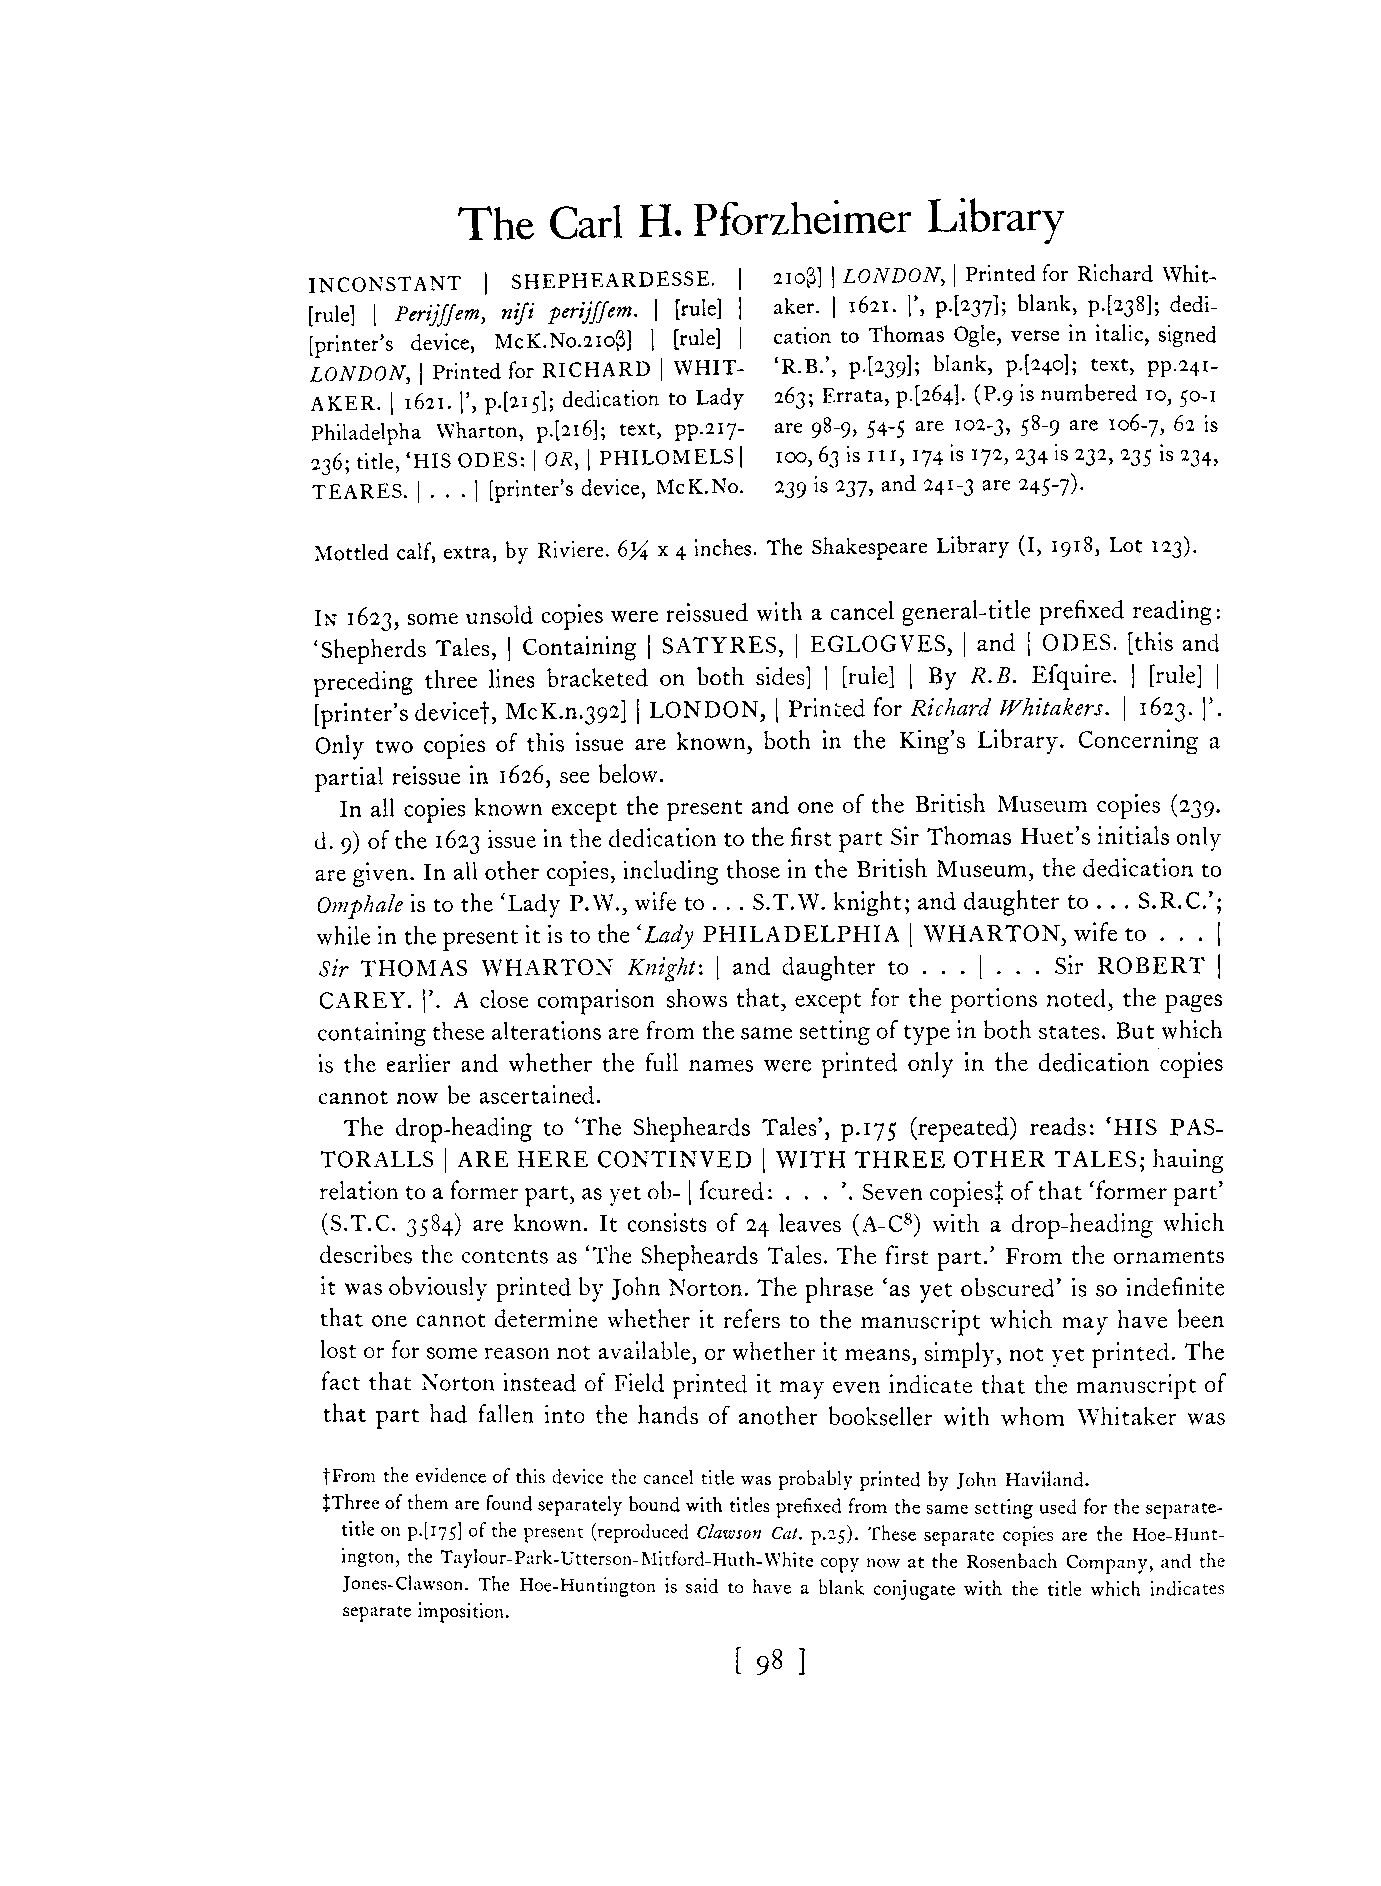 The Carl H. Pforzheimer Library
INCONSTANT | SHEPHEARDESSE. |
[rule] | Perijſſem, niſi perijſſem. | [rule] |
[printer's device, McK.No.210β] | [rule] |
LONDON, | Printed for RICHARD | WHIT-
AKER. | 1621. |', p.[215]; dedication to Lady
Philadelpha Wharton, p.[216]; text, pp.217-
236; title, 'HIS ODES: | OR, | PHILOMELS |
TEARES. | . . . | [printer's device, McK.No.
210β] | LONDON, | Printed for Richard Whit-
aker. | 1621. |', p.[237]; blank, p.[238]; dedi-
cation to Thomas Ogle, verse in italic, signed
'R.B.', p.[239]; blank, p.[240]; text, pp.241-
263; Errata, p.[264]. (P.9 is numbered 10, 50-1
are 98-9, 54-5 are 102-3, 58-9 are 106-7, 62 is
100, 63 is 111, 174 is 172, 234 is 232, 235 is 234,
239 is 237, and 241-3 are 245-7).
Mottled calf, extra, by Riviere. 6¼ x 4 inches. The Shakespeare Library (I, 1918, Lot 123).
IN 1623, some unsold copies were reissued with a cancel general-title prefixed reading:
'Shepherds Tales, | Containing | SATYRES, | EGLOGVES, | and | ODES. [this and
preceding three lines bracketed on both sides] | [rule] | By R.B. Eſquire. | [rule] |
[printer's device†, McK.n.392] | LONDON, | Printed for Richard Whitakers. | 1623. |'.
Only two copies of this issue are known, both in the King's Library. Concerning a
partial reissue in 1626, see below.
In all copies known except the present and one of the British Museum copies (239.
d. 9) of the 1623 issue in the dedication to the first part Sir Thomas Huet's initials only
are given. In all other copies, including those in the British Museum, the dedication to
Omphale is to the 'Lady P.W., wife to . . . S.T.W. knight; and daughter to . . . S.R.C.';
while in the present it is to the 'Lady PHILADELPHIA | WHARTON, wife to . . . |
Sir THOMAS WHARTON Knight: | and daughter to . . . | . . . Sir ROBERT |
CAREY. |'. A close comparison shows that, except for the portions noted, the pages
containing these alterations are from the same setting of type in both states. But which
is the earlier and whether the full names were printed only in the dedication copies
cannot now be ascertained.
The drop-heading to 'The Shepheards Tales', p.175 (repeated) reads: 'HIS PAS-
TORALLS | ARE HERE CONTINVED | WITH THREE OTHER TALES; hauing
relation to a former part, as yet ob- | ſcured: . . . '. Seven copies‡ of that 'former part'
(S.T.C. 3584) are known. It consists of 24 leaves (A-C⁸) with a drop-heading which
describes the contents as 'The Shepheards Tales. The first part.' From the ornaments
it was obviously printed by John Norton. The phrase 'as yet obscured' is so indefinite
that one cannot determine whether it refers to the manuscript which may have been
lost or for some reason not available, or whether it means, simply, not yet printed. The
fact that Norton instead of Field printed it may even indicate that the manuscript of
that part had fallen into the hands of another bookseller with whom Whitaker was
†From the evidence of this device the cancel title was probably printed by John Haviland.
‡Three of them are found separately bound with titles prefixed from the same setting used for the separate-
title on p.[175] of the present (reproduced Clawson Cat. p.25). These separate copies are the Hoe-Hunt-
ington, the Taylour-Park-Utterson-Mitford-Huth-White copy now at the Rosenbach Company, and the
Jones-Clawson. The Hoe-Huntington is said to have a blank conjugate with the title which indicates
separate imposition.
[ 98 ]